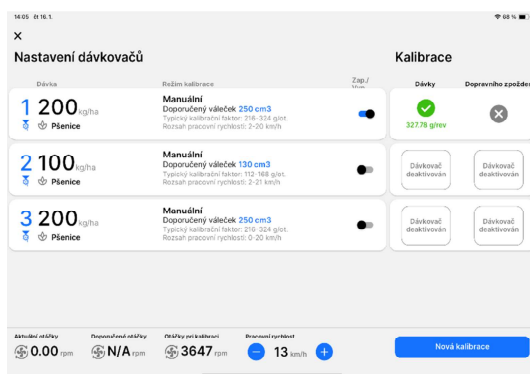 14:05 čt 16. 1.
68 %
×
Nastavení dávkovačů
Kalibrace
Dávka
Režim kalibrace
Zap./
Vyp.
Dávky
Dopravního zpoždění
1 200 kg/ha
Pšenice
Manuální
Doporučený váleček 250 cm3
Typický kalibrační faktor: 216-324 g/ot.
Rozsah pracovní rychlosti: 2-20 km/h
327.78 g/rev
2 100 kg/ha
Pšenice
Manuální
Doporučený váleček 130 cm3
Typický kalibrační faktor: 112-168 g/ot.
Rozsah pracovní rychlosti: 2-21 km/h
Dávkovač
deaktivován
Dávkovač
deaktivován
3 200 kg/ha
Pšenice
Manuální
Doporučený váleček 250 cm3
Typický kalibrační faktor: 216-324 g/ot.
Rozsah pracovní rychlosti: 0-20 km/h
Dávkovač
deaktivován
Dávkovač
deaktivován
Aktuální otáčky
Doporučené otáčky
Otáčky při kalibraci
Pracovní rychlost
0.00 rpm
N/A rpm
3647 rpm
− 13 km/h +
Nová kalibrace